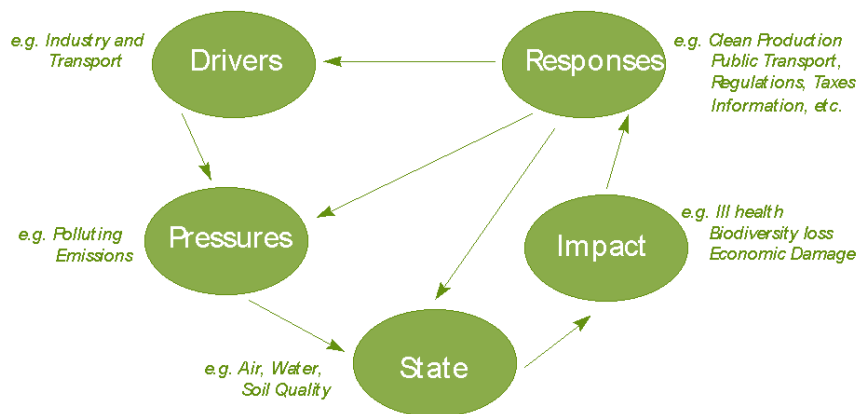 e.g. Industry and
Transport
Drivers
Responses
e.g. Clean Production
Public Transport,
Regulations, Taxes
Information, etc.
e.g. Polluting
Emissions
Pressures
Impact
e.g. Ill health
Biodiversity loss
Economic Damage
e.g. Air, Water,
Soil Quality
State